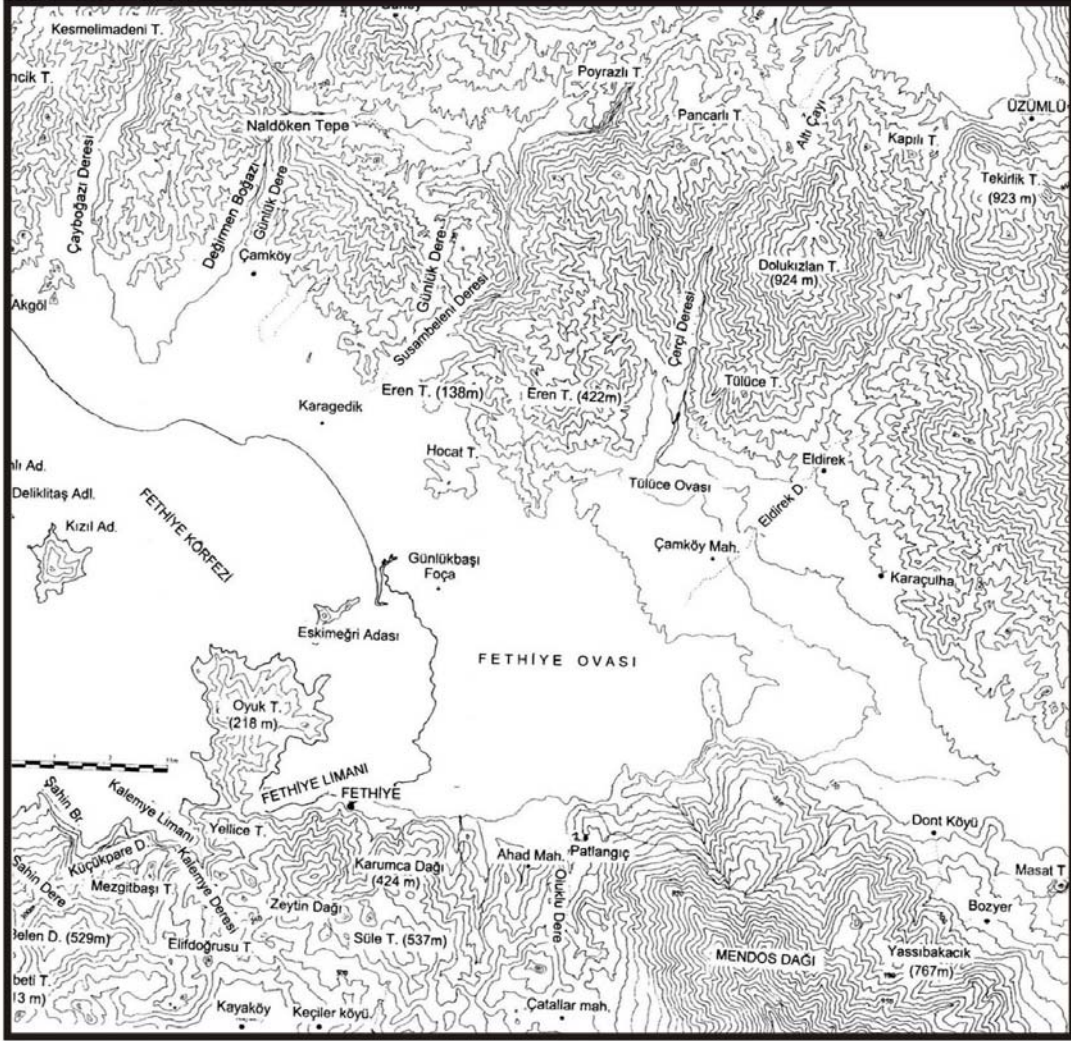 Kesmelimadeni T.
ncik T.
Poyrazlı T.
Pancarlı T.
Altı Çayı
ÜZÜMLÜ
Naldöken Tepe
Kapılı T.
Tekirlik T.
(923 m)
Çayboğazı Deresi
Değirmen Boğazı
Günlük Dere
Çamköy
Günlük Dere
Susambeleni Deresi
Dolukızlan T.
(924 m)
Akgöl
Çerçi Deresi
Karagedik
Eren T. (138m)
Eren T. (422m)
Tülüce T.
Hocat T.
Eldirek
Tülüce Ovası
Eldirek D.
lı Ad.
Deliklitaş Adl.
Kızıl Ad.
FETHİYE KÖRFEZİ
Günlükbaşı
Foça
Çamköy Mah.
Karaçulha
Eskimeğri Adası
FETHİYE OVASI
Oyuk T.
(218 m)
FETHİYE LİMANI
FETHİYE
Şahin Br
Kalemye Limanı
Yellice T.
Dont Köyü
Küçükpare D.
Mezgitbaşı T.
Kalemye Deresi
Karumca Dağı
(424 m)
Ahad Mah.
Patlangıç
Masat T
Şahin Dere
Zeytin Dağı
Oluklu Dere
Bozyer
Belen D. (529m)
Elifdoğrusu T.
Süle T. (537m)
MENDOS DAĞI
Yassıbakacık
(767m)
beti T.
13 m)
Kayaköy
Keçiler köyü.
Çatallar mah.